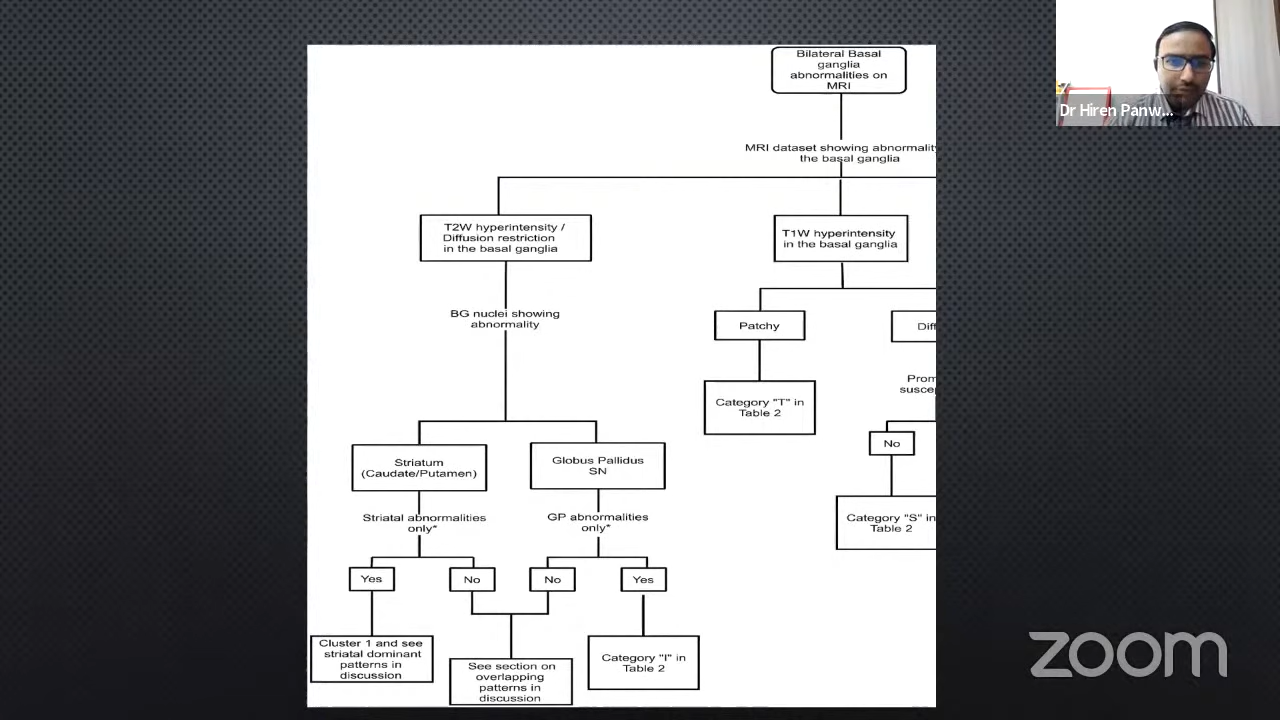 Bilateral Basal
ganglia
abnormalities on
MRI
Dr Hiren Panw...
MRI dataset showing abnormality
the basal ganglia
T2W hyperintensity /
Diffusion restriction
in the basal ganglia
T1W hyperintensity
in the basal ganglia
BG nuclei showing
abnormality
Patchy
Diff
Category "T" in
Table 2
Prom
suscep
No
Striatum
(Caudate/Putamen)
Globus Pallidus
SN
Striatal abnormalities
only*
GP abnormalities
only*
Category "S" in
Table 2
Yes
No
No
Yes
Cluster 1 and see
striatal dominant
patterns in
discussion
See section on
overlapping
patterns in
discussion
Category "I" in
Table 2
zoom